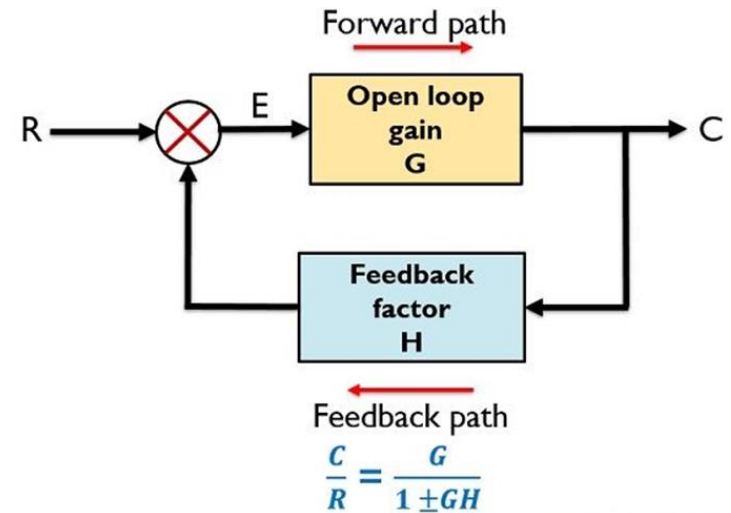 Forward path
R
E
Open loop
gain
G
C
Feedback
factor
H
Feedback path
C/R = G/(1 ±GH)